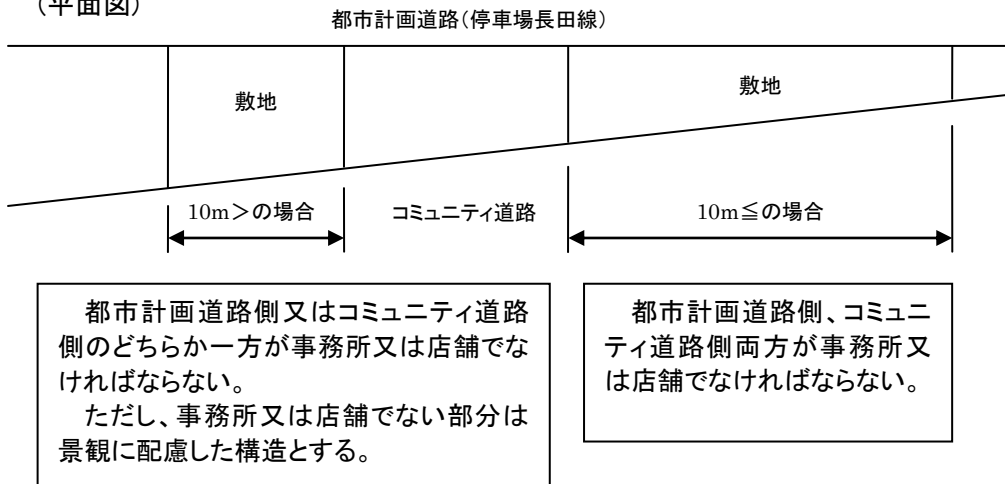 (平面図)
都市計画道路(停車場長田線)
敷地
敷地
10m>の場合
コミュニティ道路
10m≦の場合
都市計画道路側又はコミュニティ道路
側のどちらか一方が事務所又は店舗でな
ければならない。
ただし、事務所又は店舗でない部分は
景観に配慮した構造とする。
都市計画道路側、コミュニ
ティ道路側両方が事務所又
は店舗でなければならない。